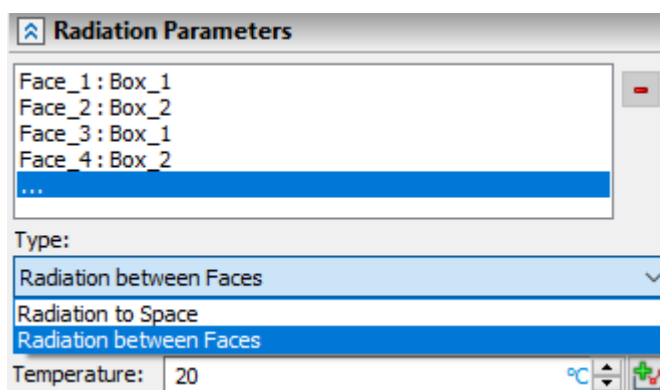 Radiation Parameters
Face_1 : Box_1
Face_2 : Box_2
Face_3 : Box_1
Face_4 : Box_2
...
Type:
Radiation between Faces
Radiation to Space
Radiation between Faces
Temperature: 20 °C